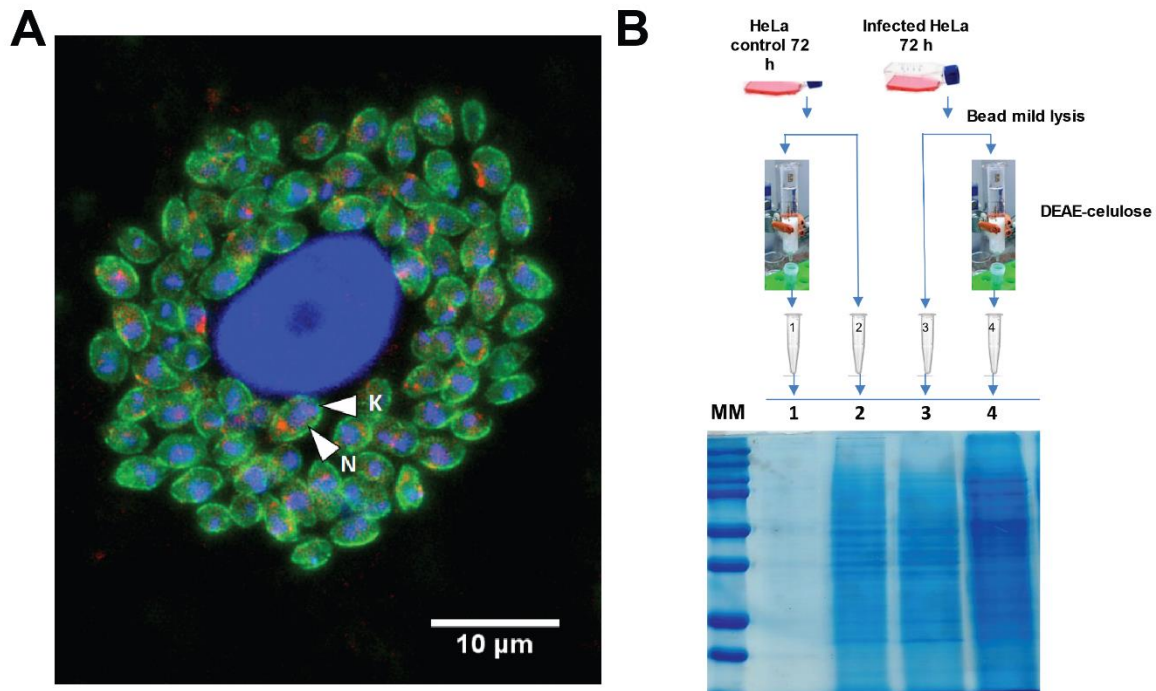 A
K
N
10 µm
B
HeLa
control 72
h
Infected HeLa
72 h
Bead mild lysis
DEAE-celulose
1
2
3
4
MM
1
2
3
4